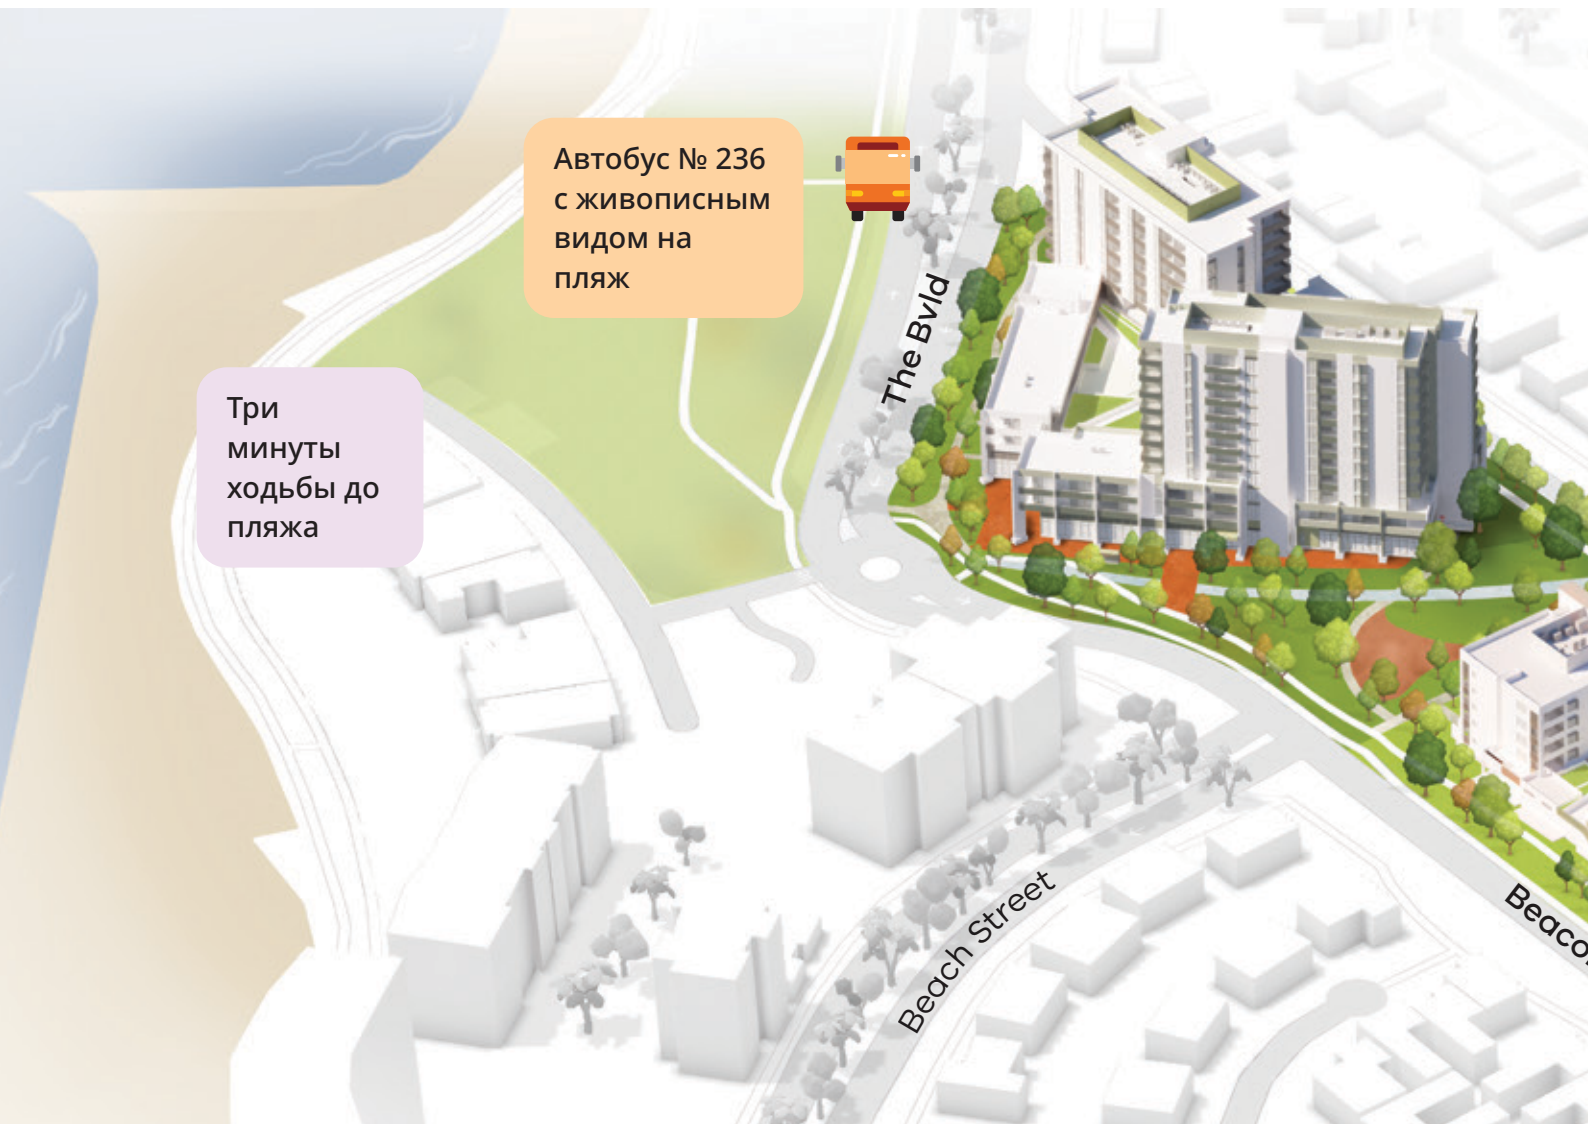 Автобус № 236
с живописным
видом на
пляж
The Bvld
Три
минуты
ходьбы до
пляжа
Beach Street